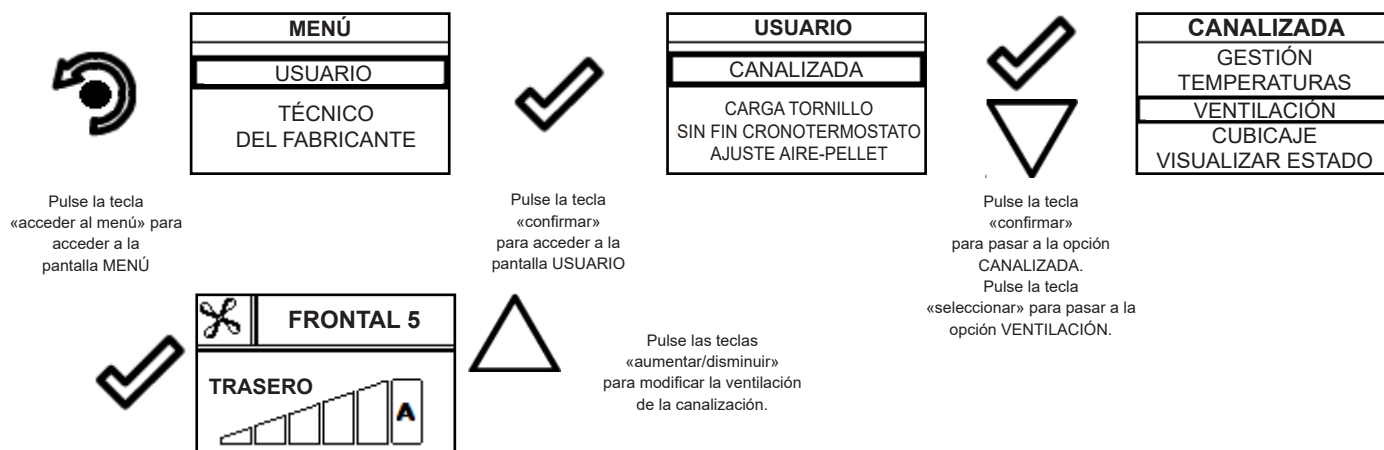 MENÚ
USUARIO
TÉCNICO
DEL FABRICANTE
Pulse la tecla
«acceder al menú» para
acceder a la
pantalla MENÚ
USUARIO
CANALIZADA
CARGA TORNILLO
SIN FIN CRONOTERMOSTATO
AJUSTE AIRE-PELLET
Pulse la tecla
«confirmar»
para acceder a la
pantalla USUARIO
CANALIZADA
GESTIÓN
TEMPERATURAS
VENTILACIÓN
CUBICAJE
VISUALIZAR ESTADO
Pulse la tecla
«confirmar»
para pasar a la opción
CANALIZADA.
Pulse la tecla
«seleccionar» para pasar a la
opción VENTILACIÓN.
FRONTAL 5
TRASERO
A
Pulse las teclas
«aumentar/disminuir»
para modificar la ventilación
de la canalización.